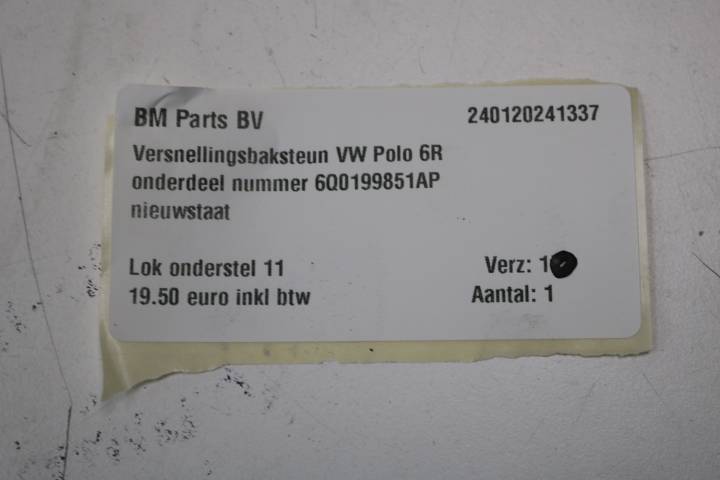 BM Parts BV 240120241337
Versnellingsbaksteun VW Polo 6R
onderdeel nummer 6Q0199851AP
nieuwstaat
Lok onderstel 11 Verz: 1
19.50 euro inkl btw Aantal: 1